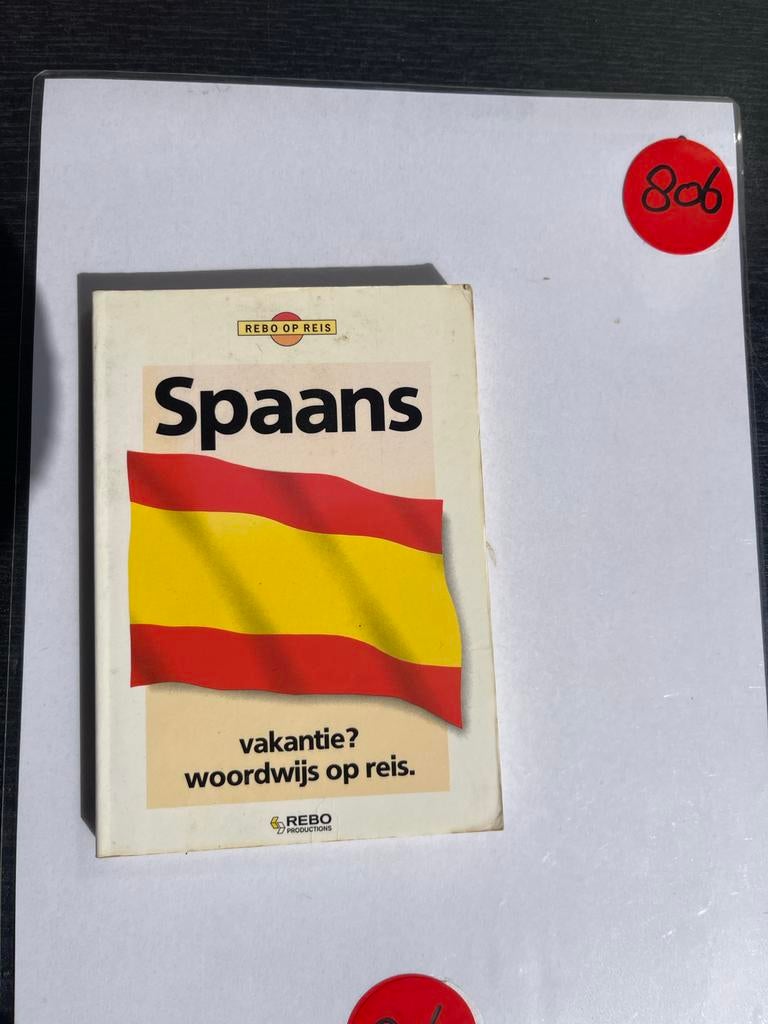 806
REBO OP REIS
Spaans
vakantie?
woordwijs op reis.
REBO
PRODUCTIONS